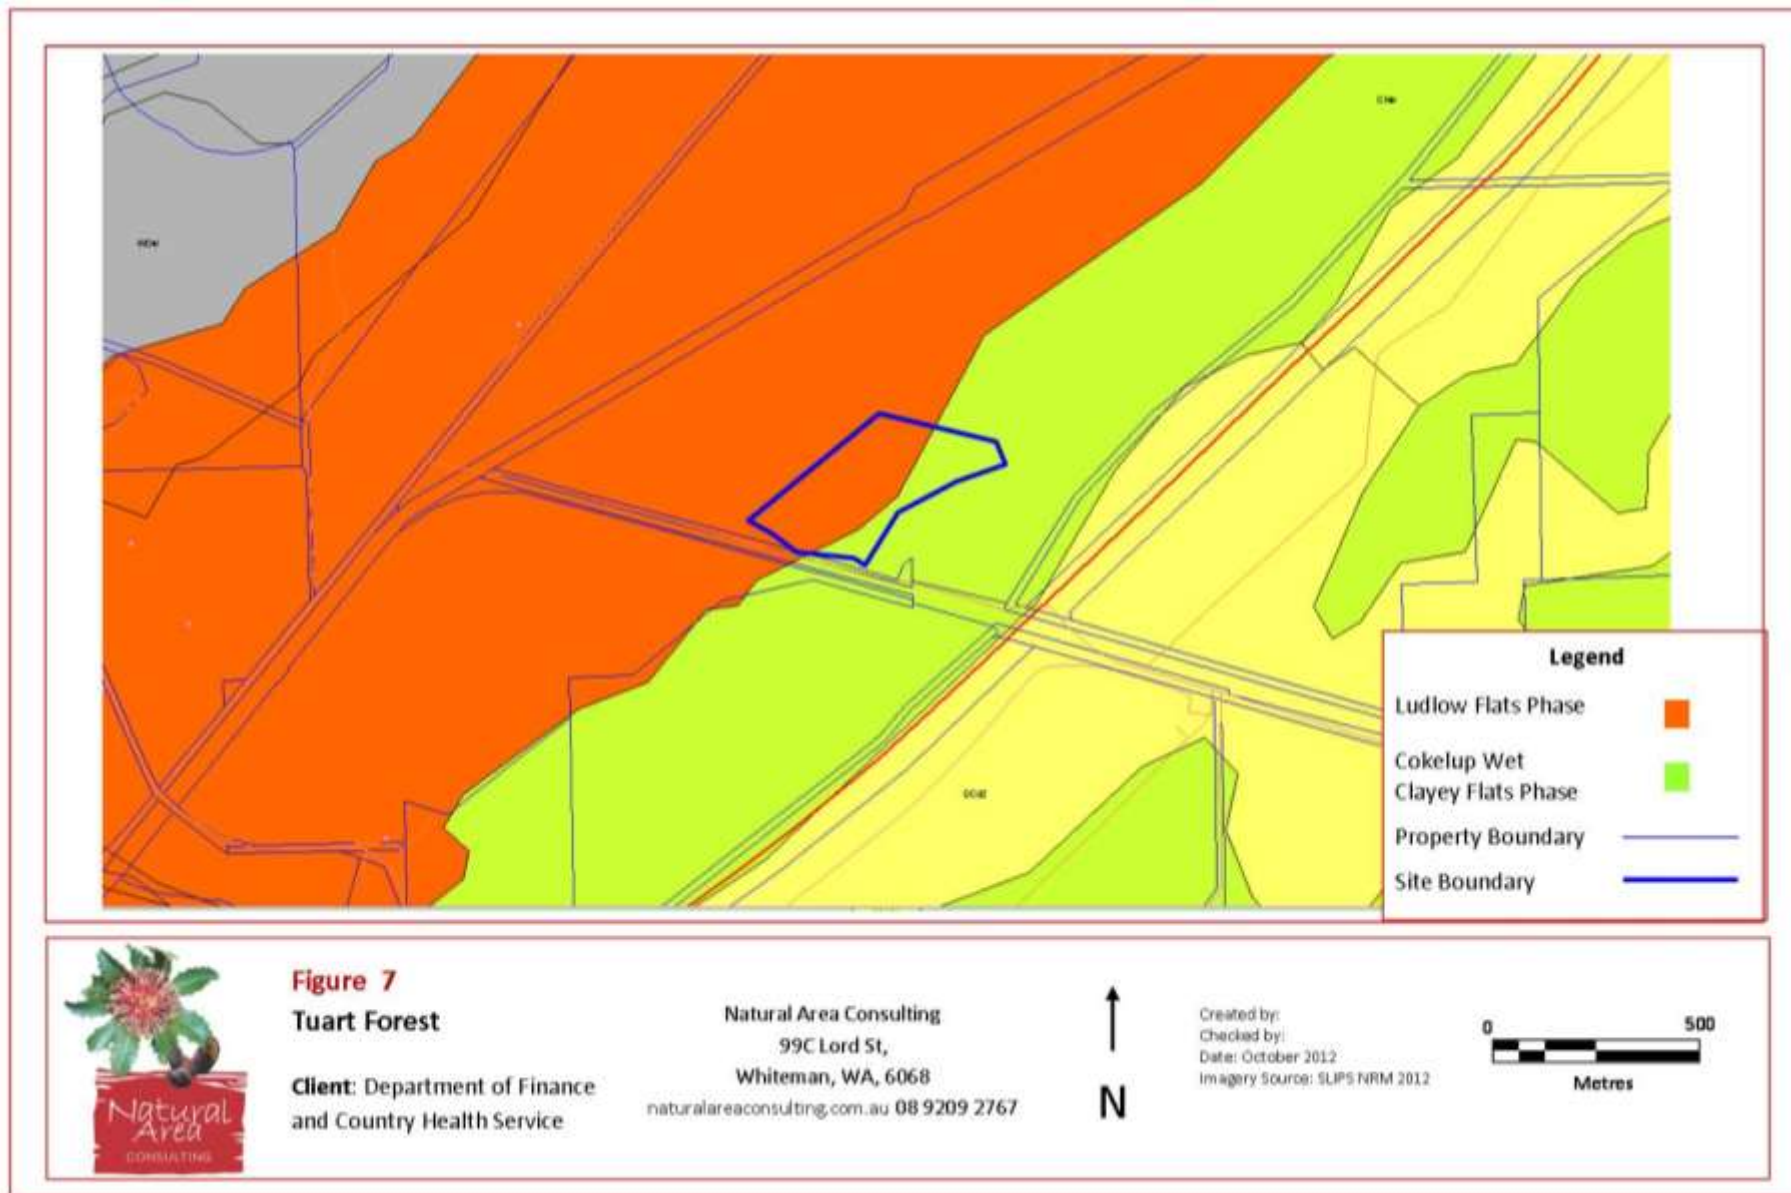 Legend
Ludlow Flats Phase
Cokelup Wet
Clayey Flats Phase
Property Boundary
Site Boundary
Figure 7
Tuart Forest
Client: Department of Finance
and Country Health Service
Natural Area Consulting
99C Lord St,
Whiteman, WA, 6068
naturalareaconsulting.com.au 08 9209 2767
N
Created by:
Checked by:
Date: October 2012
Imagery Source: SLIPS NRM 2012
0 500
Metres
Natural
Area
CONSULTING